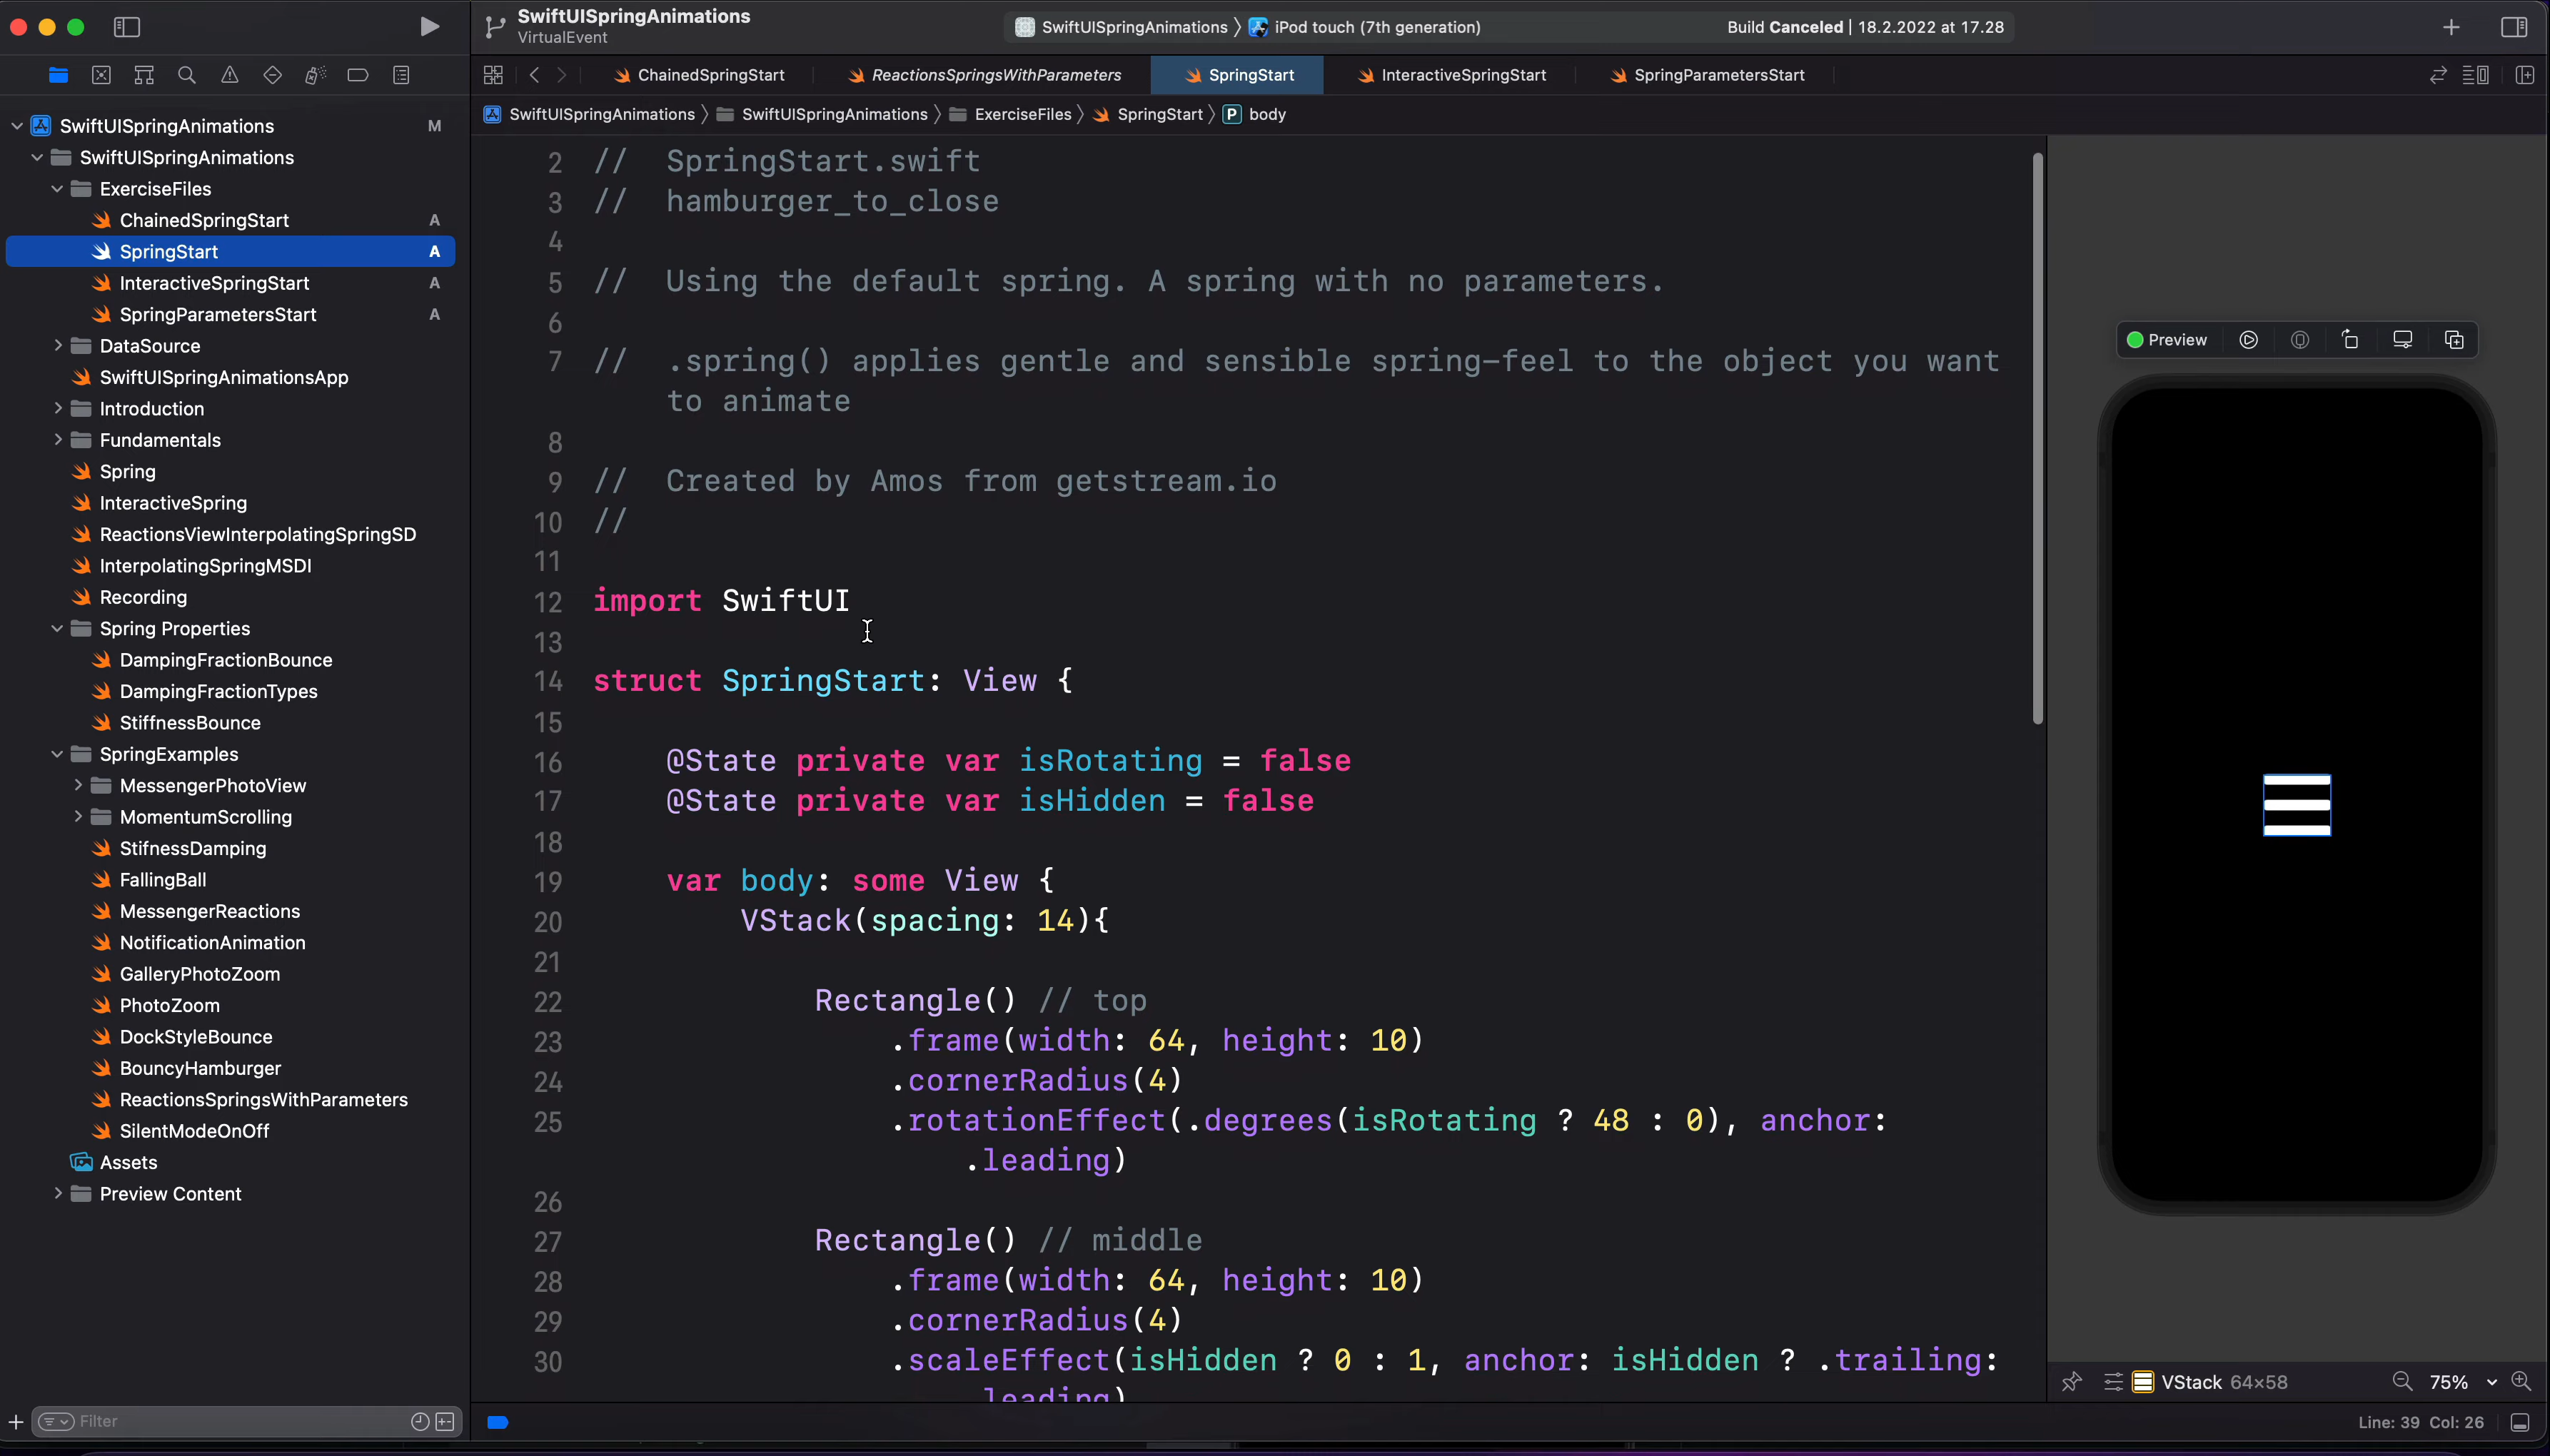 SwiftUISpringAnimations
VirtualEvent
SwiftUISpringAnimations
iPod touch (7th generation)
Build Canceled | 18.2.2022 at 17.28
ChainedSpringStart
ReactionsSpringsWithParameters
SpringStart
InteractiveSpringStart
SpringParametersStart
SwiftUISpringAnimations
SwiftUISpringAnimations
ExerciseFiles
SpringStart
P body
SwiftUISpringAnimations M
SwiftUISpringAnimations
ExerciseFiles
ChainedSpringStart A
SpringStart A
InteractiveSpringStart A
SpringParametersStart A
DataSource
SwiftUISpringAnimationsApp
Introduction
Fundamentals
Spring
InteractiveSpring
ReactionsViewInterpolatingSpringSD
InterpolatingSpringMSDI
Recording
Spring Properties
DampingFractionBounce
DampingFractionTypes
StiffnessBounce
SpringExamples
MessengerPhotoView
MomentumScrolling
StifnessDamping
FallingBall
MessengerReactions
NotificationAnimation
GalleryPhotoZoom
PhotoZoom
DockStyleBounce
BouncyHamburger
ReactionsSpringsWithParameters
SilentModeOnOff
Assets
Preview Content
Filter
2 // SpringStart.swift
3 // hamburger_to_close
4
5 // Using the default spring. A spring with no parameters.
6
7 // .spring() applies gentle and sensible spring-feel to the object you want
to animate
8
9 // Created by Amos from getstream.io
10 //
11
12 import SwiftUI
13
14 struct SpringStart: View {
15
16 @State private var isRotating = false
17 @State private var isHidden = false
18
19 var body: some View {
20 VStack(spacing: 14){
21
22 Rectangle() // top
23 .frame(width: 64, height: 10)
24 .cornerRadius(4)
25 .rotationEffect(.degrees(isRotating ? 48 : 0), anchor:
.leading)
26
27 Rectangle() // middle
28 .frame(width: 64, height: 10)
29 .cornerRadius(4)
30 .scaleEffect(isHidden ? 0 : 1, anchor: isHidden ? .trailing:
.leading)
Preview
VStack 64×58
75%
Line: 39 Col: 26